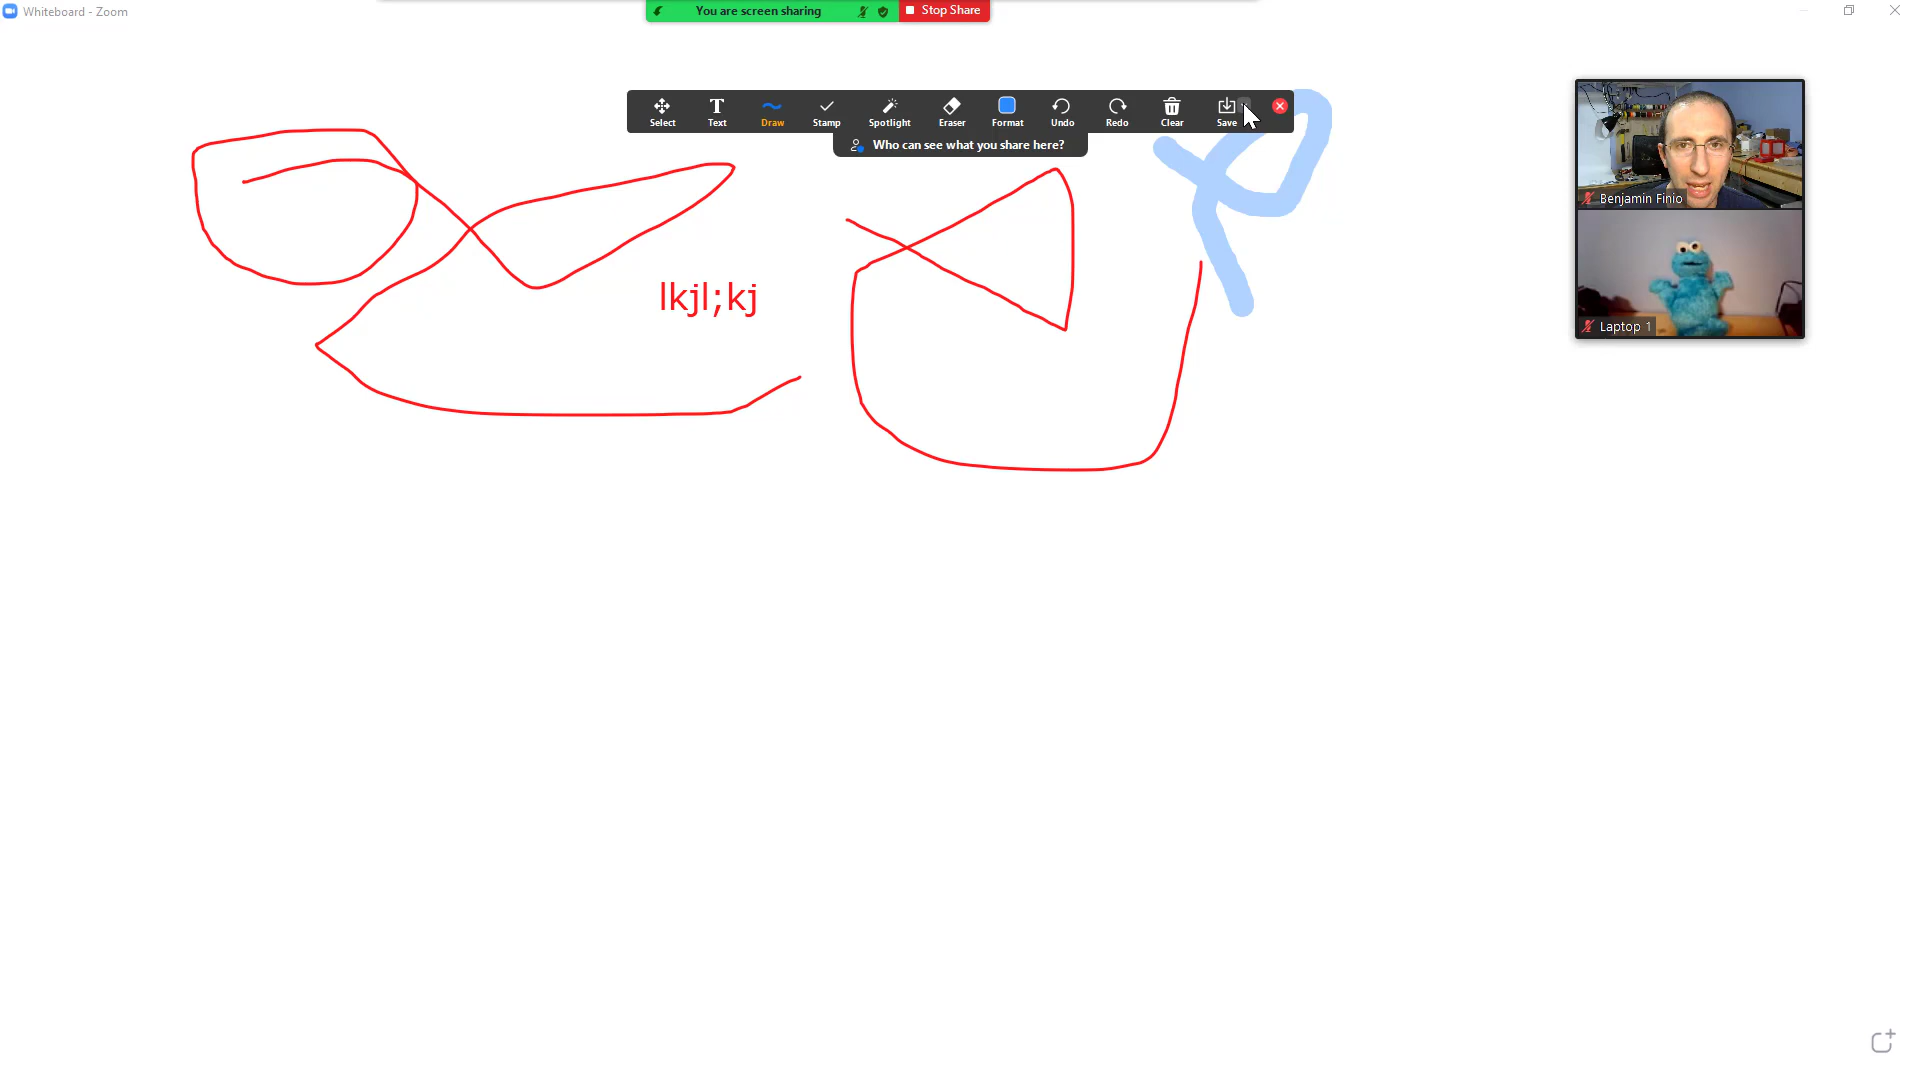 Whiteboard - Zoom
You are screen sharing
Stop Share
Select Text Draw Stamp Spotlight Eraser Format Undo Redo Clear Save
Who can see what you share here?
Benjamin Finio
lkjl;kj
Laptop 1